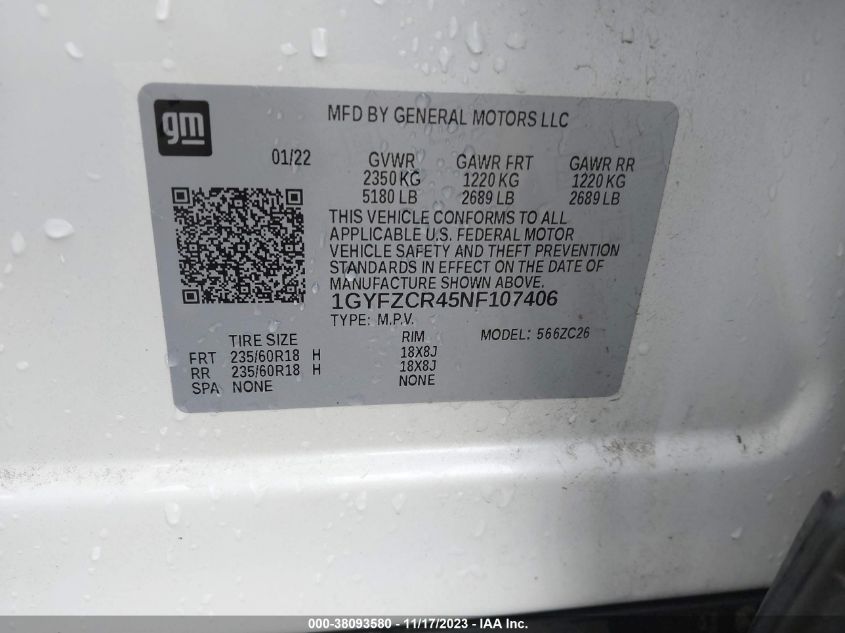 gm
MFD BY GENERAL MOTORS LLC
01/22 GVWR GAWR FRT GAWR RR
2350 KG 1220 KG 1220 KG
5180 LB 2689 LB 2689 LB
THIS VEHICLE CONFORMS TO ALL
APPLICABLE U.S. FEDERAL MOTOR
VEHICLE SAFETY AND THEFT PREVENTION
STANDARDS IN EFFECT ON THE DATE OF
MANUFACTURE SHOWN ABOVE.
1GYFZCR45NF107406
TYPE: M.P.V. MODEL: 566ZC26
TIRE SIZE RIM
FRT 235/60R18 H 18X8J
RR 235/60R18 H 18X8J
SPA NONE NONE
000-38093580 - 11/17/2023 - IAA Inc.